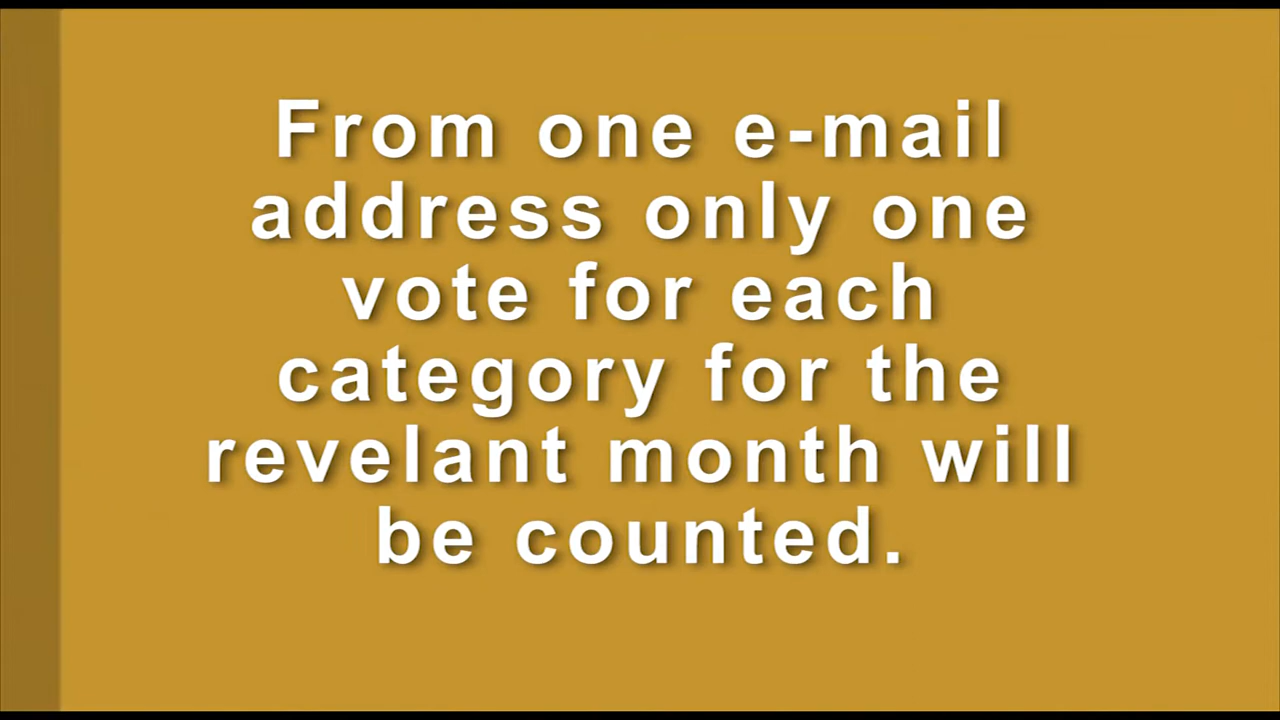 From one e-mail
address only one
vote for each
category for the
revelant month will
be counted.